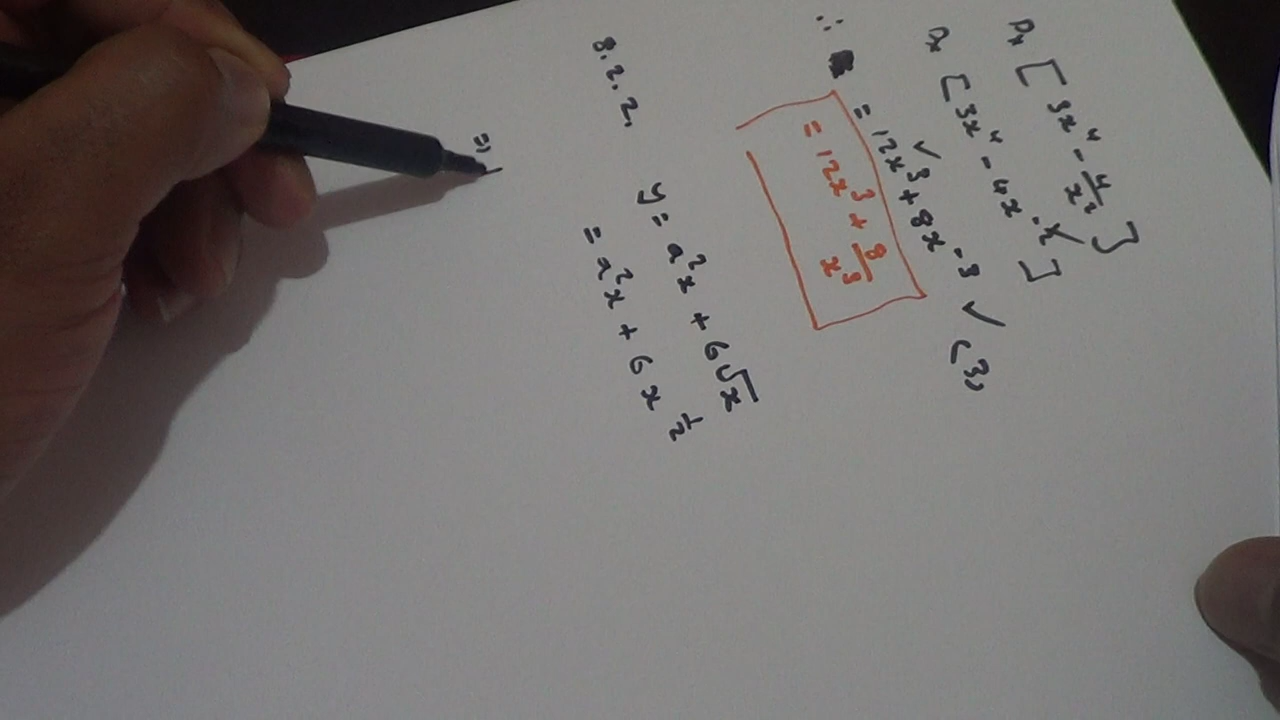 Dx [ 3x⁴ - 4/x² ]
Dx [ 3x⁴ - 4x⁻² ]
∴ = 12x³ + 8x⁻³ ✓ (3)
= 12x³ + 8/x³
8.2.2. y = a²x + 6√x
= a²x + 6x^½
⇒